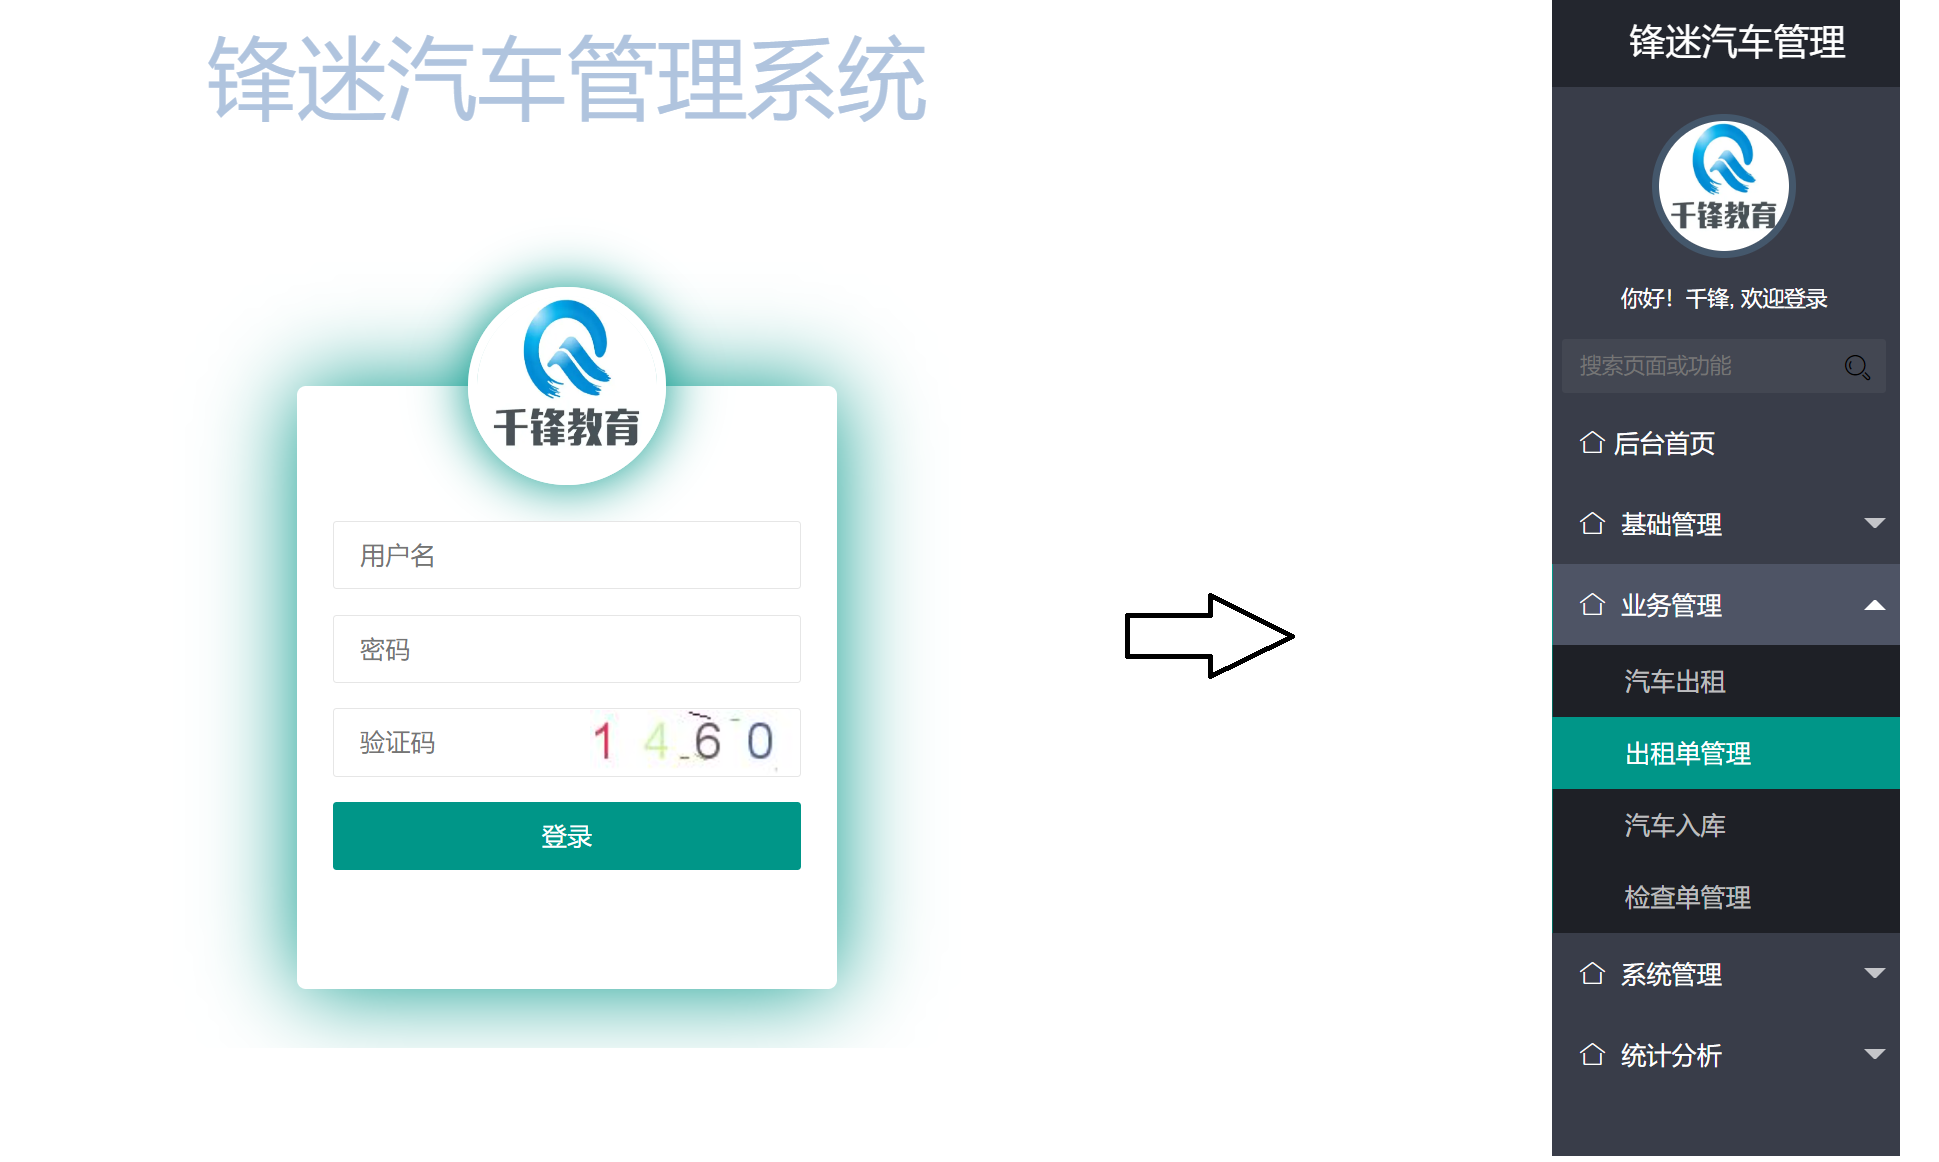 锋迷汽车管理系统
千锋教育
用户名
密码
验证码
1460
登录
锋迷汽车管理
千锋教育
你好！千锋, 欢迎登录
搜索页面或功能
后台首页
基础管理
业务管理
汽车出租
出租单管理
汽车入库
检查单管理
系统管理
统计分析